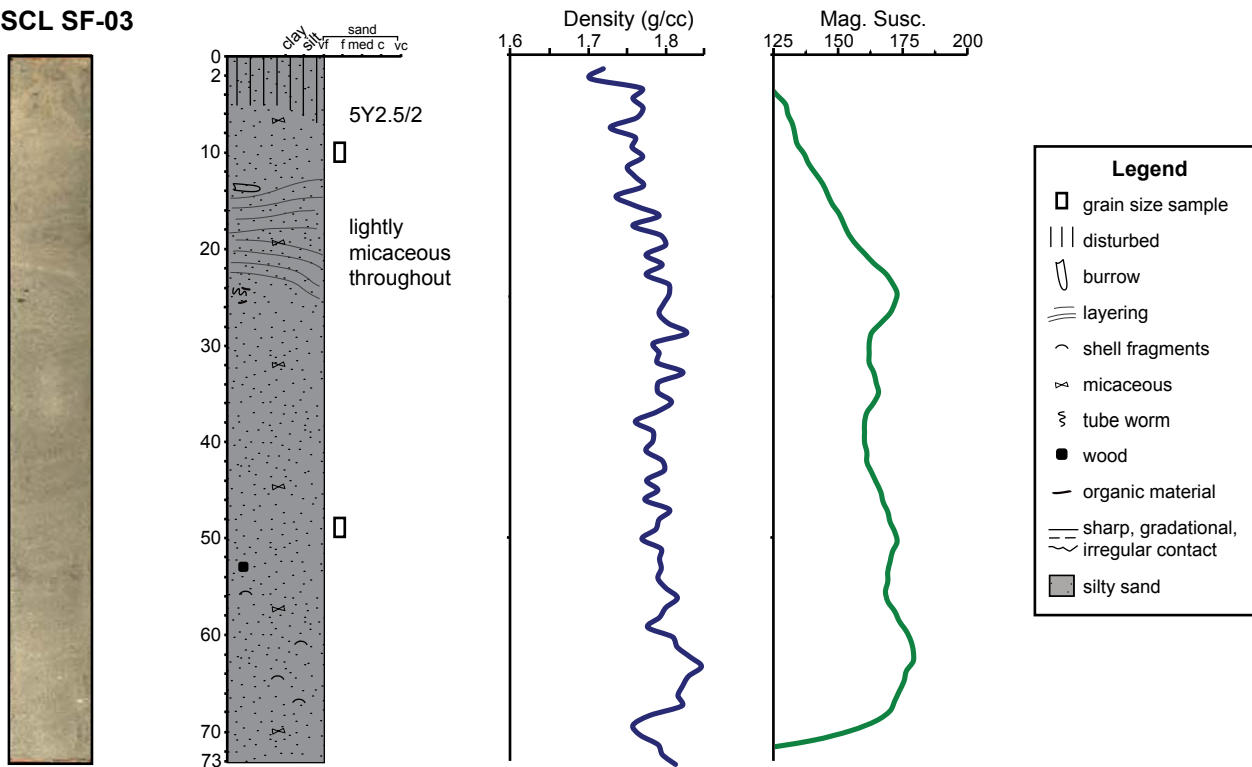 SCL SF-03
clay
silt
sand
vf f med c vc
0
2
10
20
30
40
50
60
70
73
5Y2.5/2
lightly
micaceous
throughout
Density (g/cc)
1.6 1.7 1.8
Mag. Susc.
125 150 175 200
Legend
grain size sample
disturbed
burrow
layering
shell fragments
micaceous
tube worm
wood
organic material
sharp, gradational,
irregular contact
silty sand